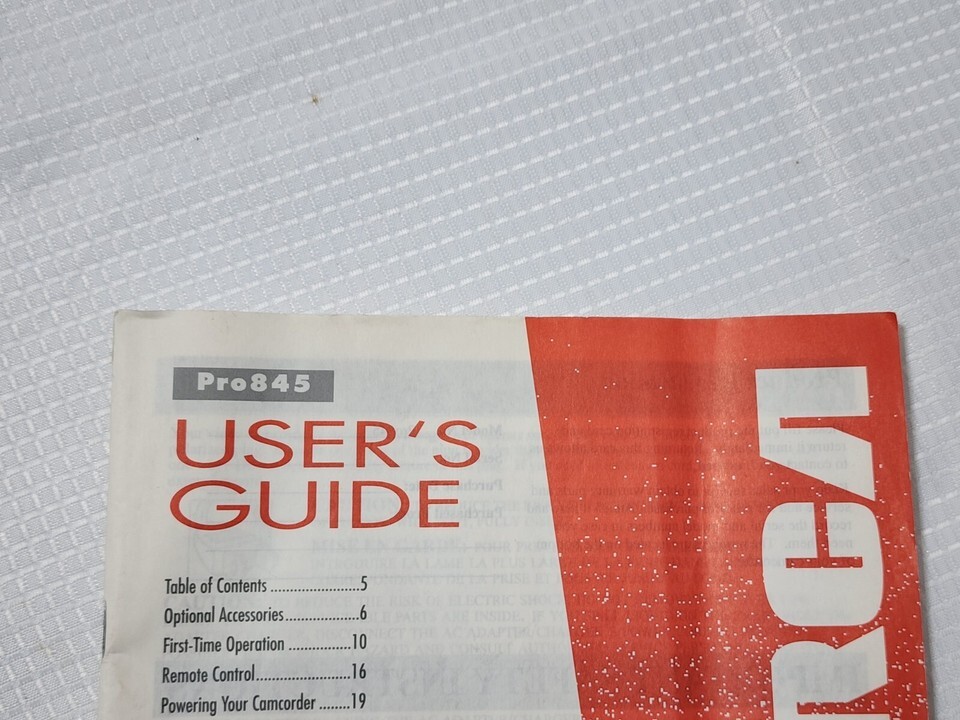 Pro845
USER'S
GUIDE
Table of Contents ......................5
Optional Accessories..................6
First-Time Operation ...............10
Remote Control.......................16
Powering Your Camcorder ........19
RCA